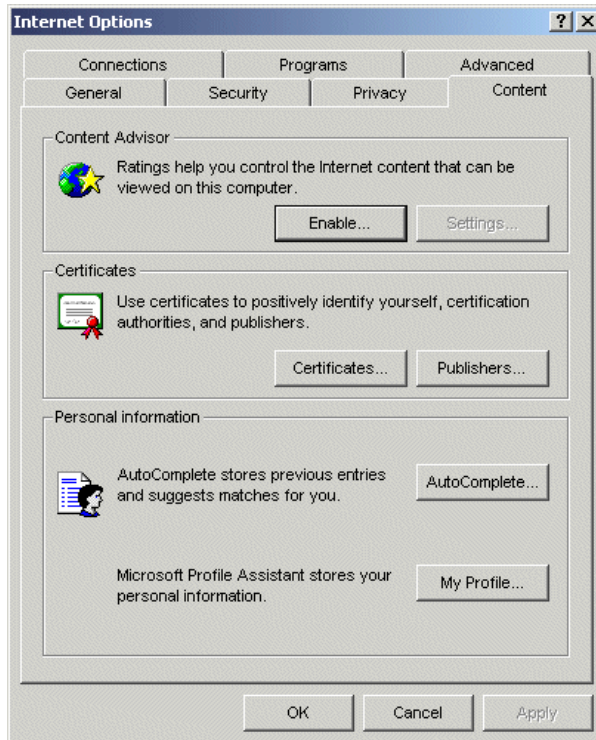 Internet Options
Connections Programs Advanced
General Security Privacy Content
Content Advisor
Ratings help you control the Internet content that can be
viewed on this computer.
Enable... Settings...
Certificates
Use certificates to positively identify yourself, certification
authorities, and publishers.
Certificates... Publishers...
Personal information
AutoComplete stores previous entries
and suggests matches for you.
AutoComplete...
Microsoft Profile Assistant stores your
personal information.
My Profile...
OK Cancel Apply